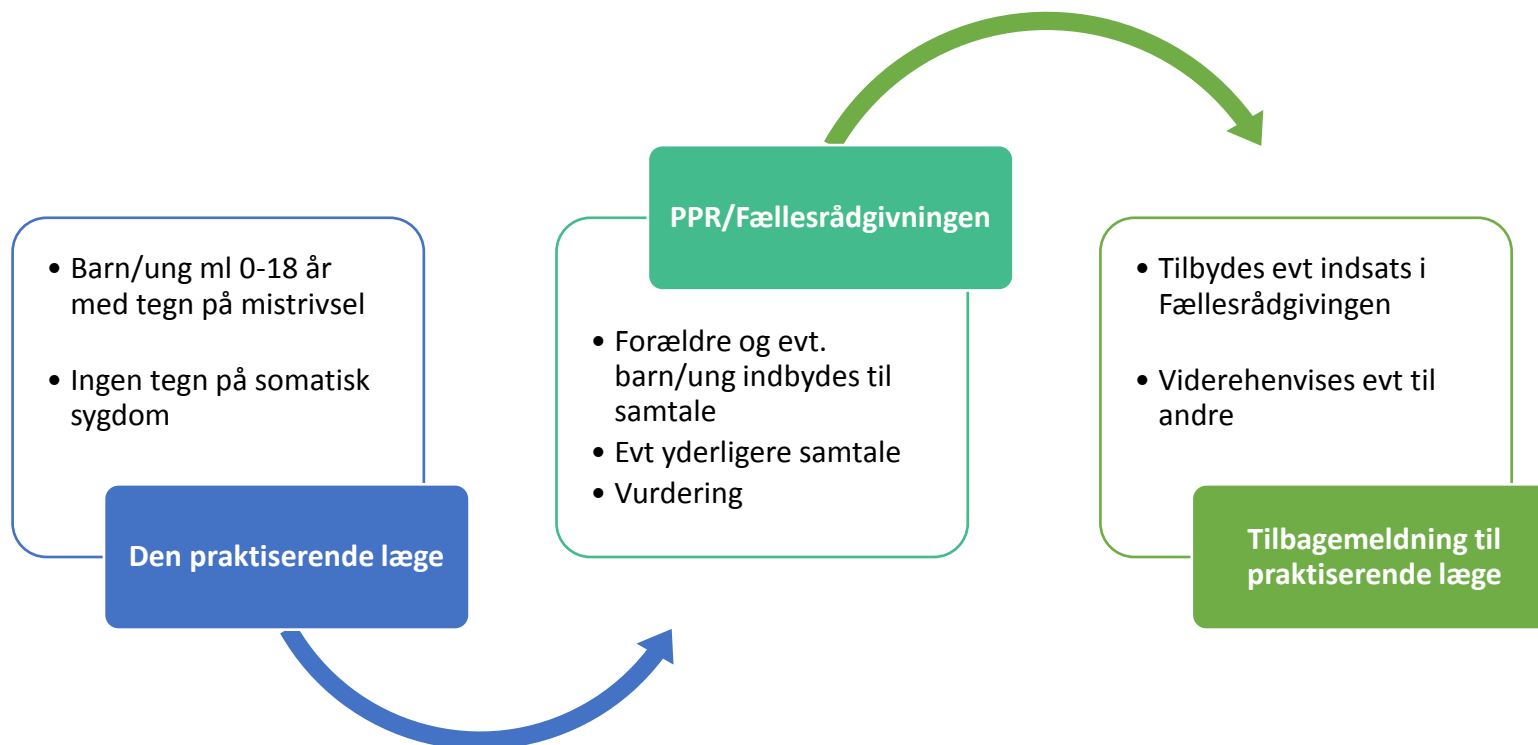 • Barn/ung ml 0-18 år
med tegn på mistrivsel
• Ingen tegn på somatisk
sygdom
Den praktiserende læge
PPR/Fællesrådgivningen
• Forældre og evt.
barn/ung indbydes til
samtale
• Evt yderligere samtale
• Vurdering
• Tilbydes evt indsats i
Fællesrådgivingen
• Viderehenvises evt til
andre
Tilbagemeldning til
praktiserende læge